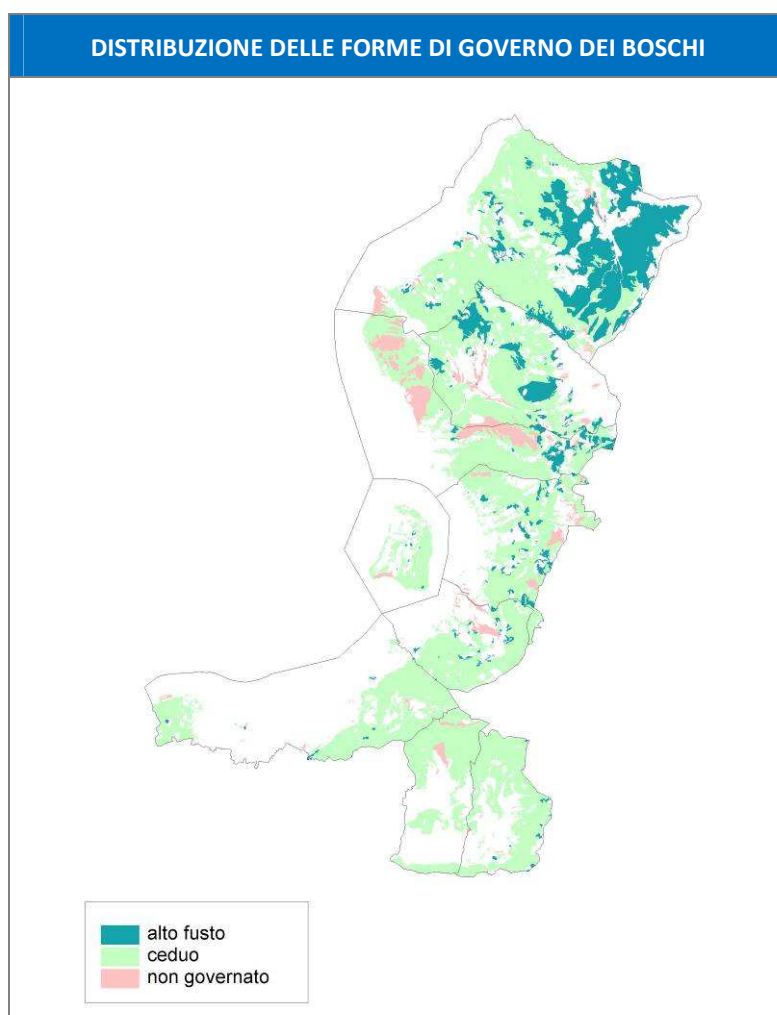 DISTRIBUZIONE DELLE FORME DI GOVERNO DEI BOSCHI
alto fusto
ceduo
non governato